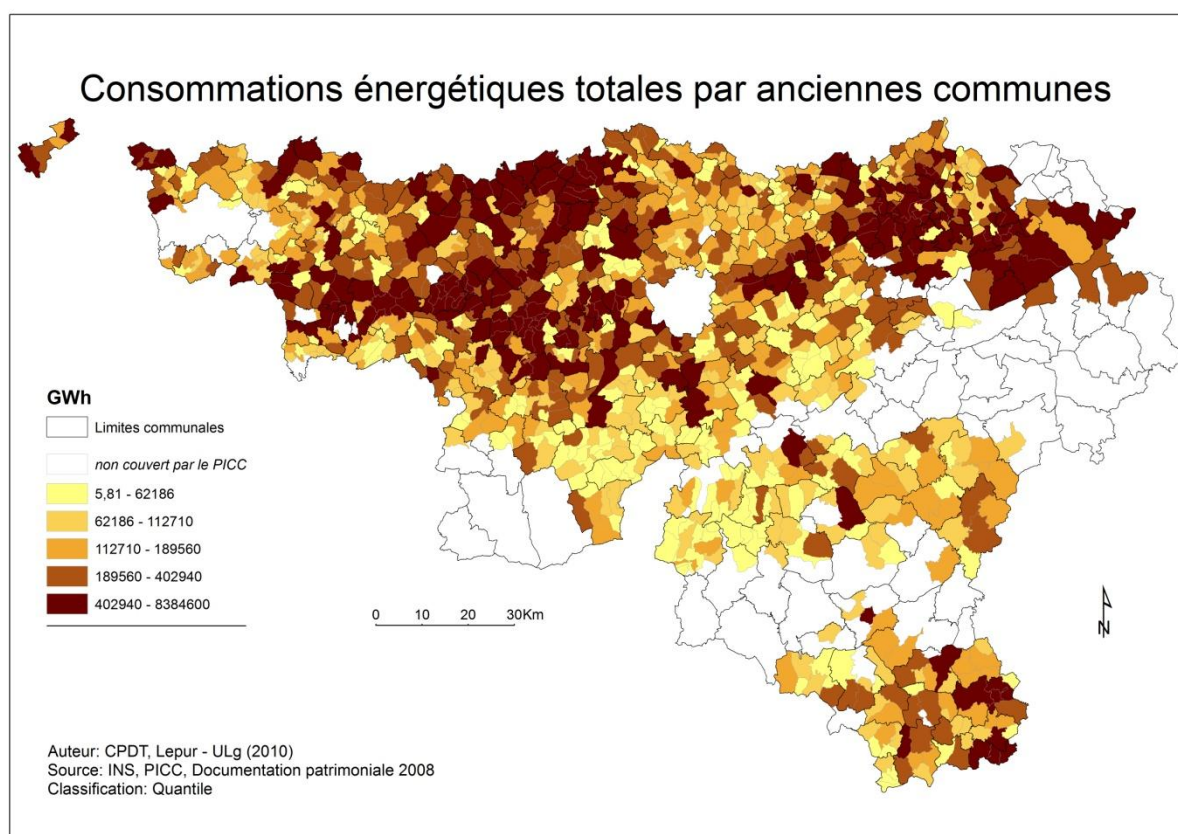 Consommations énergétiques totales par anciennes communes
GWh
Limites communales
non couvert par le PICC
5,81 - 62186
62186 - 112710
112710 - 189560
189560 - 402940
402940 - 8384600
0 10 20 30Km
N
Auteur: CPDT, Lepur - ULg (2010)
Source: INS, PICC, Documentation patrimoniale 2008
Classification: Quantile